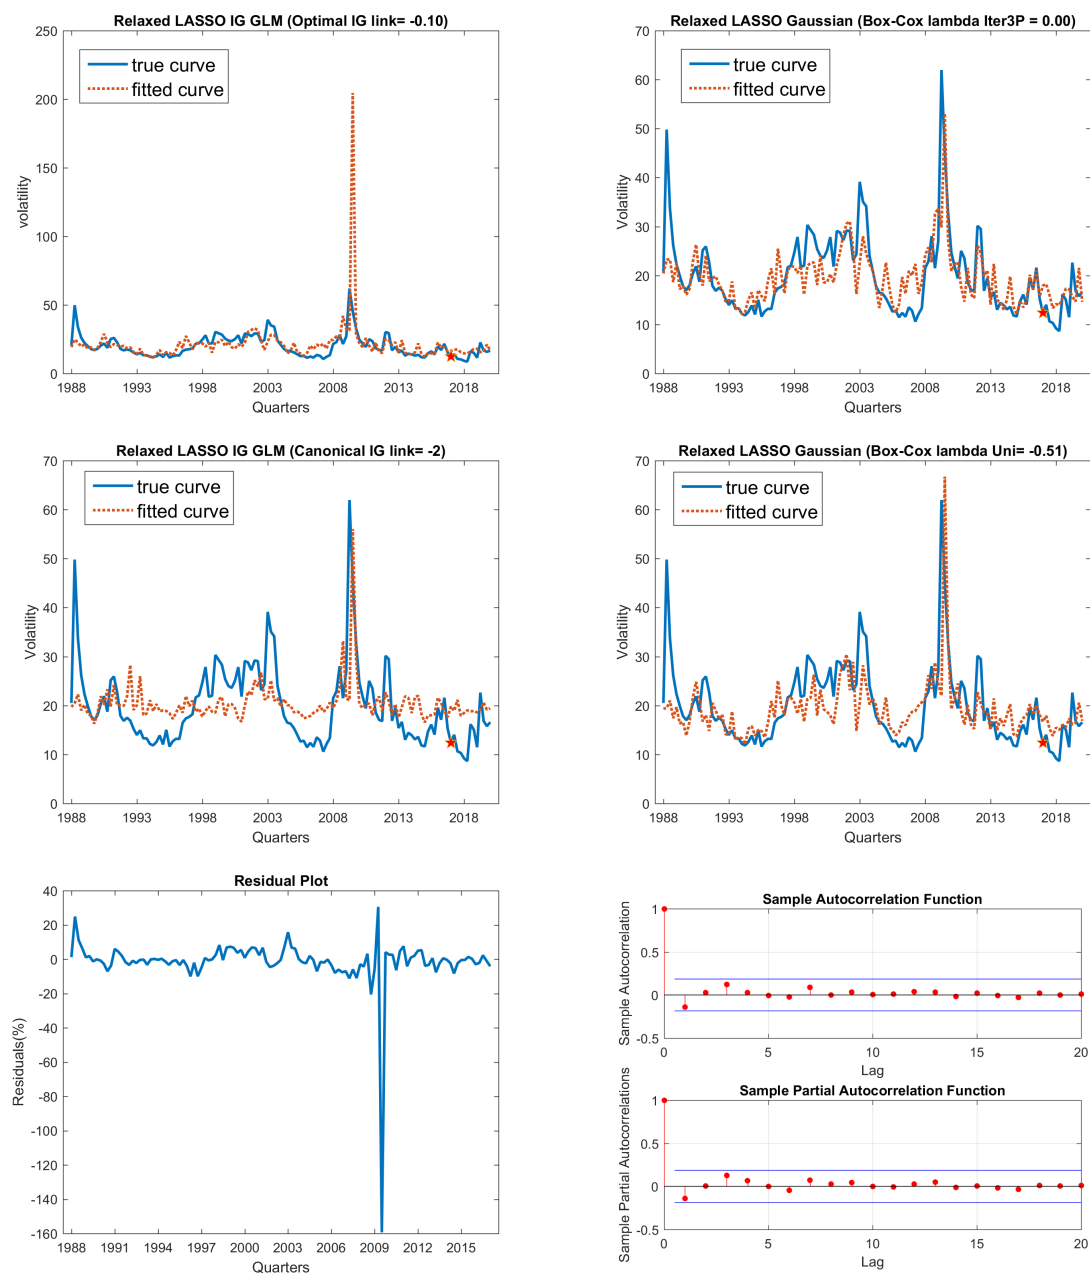 Relaxed LASSO IG GLM (Optimal IG link= -0.10)
250
200
150
100
50
0
volatility
true curve
fitted curve
1988 1993 1998 2003 2008 2013 2018
Quarters
Relaxed LASSO Gaussian (Box-Cox lambda Iter3P = 0.00)
70
60
50
40
30
20
10
0
Volatility
true curve
fitted curve
1988 1993 1998 2003 2008 2013 2018
Quarters
Relaxed LASSO IG GLM (Canonical IG link= -2)
70
60
50
40
30
20
10
0
Volatility
true curve
fitted curve
1988 1993 1998 2003 2008 2013 2018
Quarters
Relaxed LASSO Gaussian (Box-Cox lambda Uni= -0.51)
70
60
50
40
30
20
10
0
Volatility
true curve
fitted curve
1988 1993 1998 2003 2008 2013 2018
Quarters
Residual Plot
40
20
0
-20
-40
-60
-80
-100
-120
-140
-160
Residuals(%)
1988 1991 1994 1997 2000 2003 2006 2009 2012 2015
Quarters
Sample Autocorrelation Function
1
0.5
0
-0.5
Sample Autocorrelation
0 5 10 15 20
Lag
Sample Partial Autocorrelation Function
1
0.5
0
-0.5
Sample Partial Autocorrelations
0 5 10 15 20
Lag